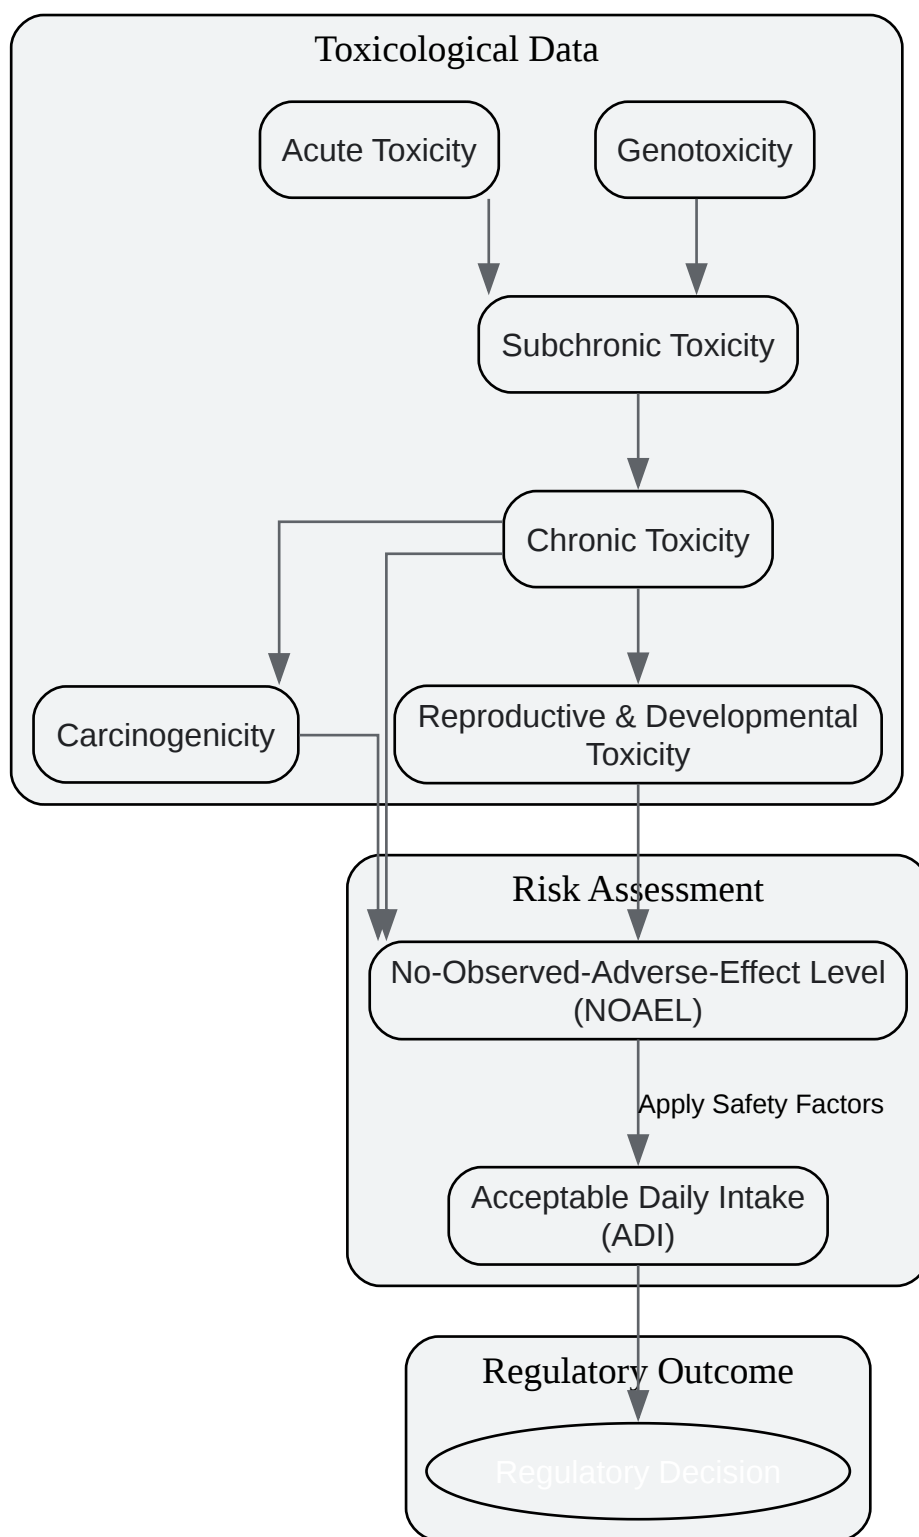 Toxicological Data
Acute Toxicity
Genotoxicity
Subchronic Toxicity
Chronic Toxicity
Carcinogenicity
Reproductive & Developmental
Toxicity
Risk Assessment
No-Observed-Adverse-Effect Level
(NOAEL)
Apply Safety Factors
Acceptable Daily Intake
(ADI)
Regulatory Outcome
Regulatory Decision